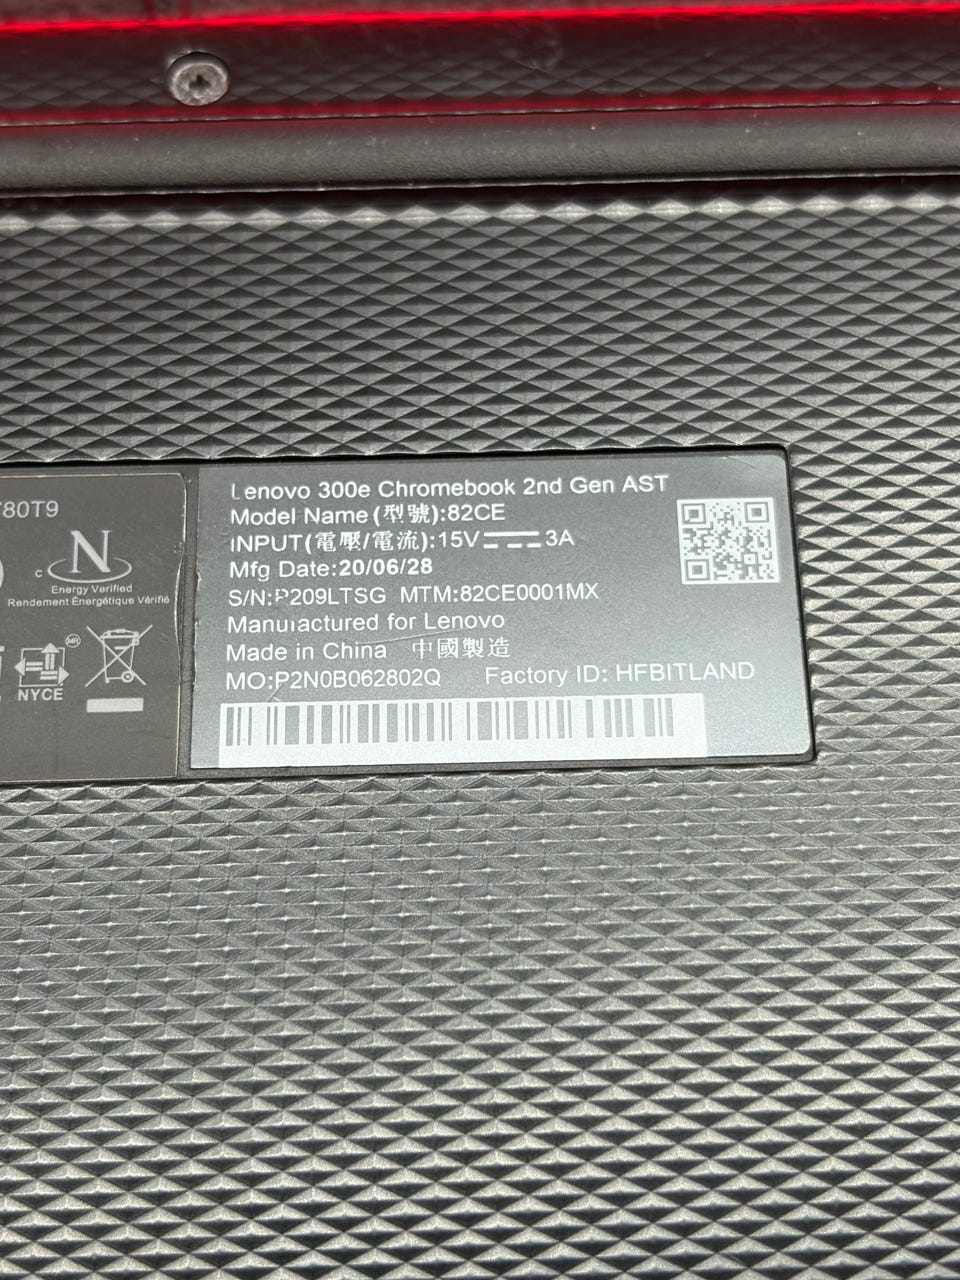 780T9
N
c
Energy Verified
Rendement Énergétique Vérifié
MR
NYCE
Lenovo 300e Chromebook 2nd Gen AST
Model Name(型號):82CE
INPUT(電壓/電流):15V 3A
Mfg Date:20/06/28
S/N:P209LTSG MTM:82CE0001MX
Manufactured for Lenovo
Made in China 中國製造
MO:P2N0B062802Q Factory ID: HFBITLAND